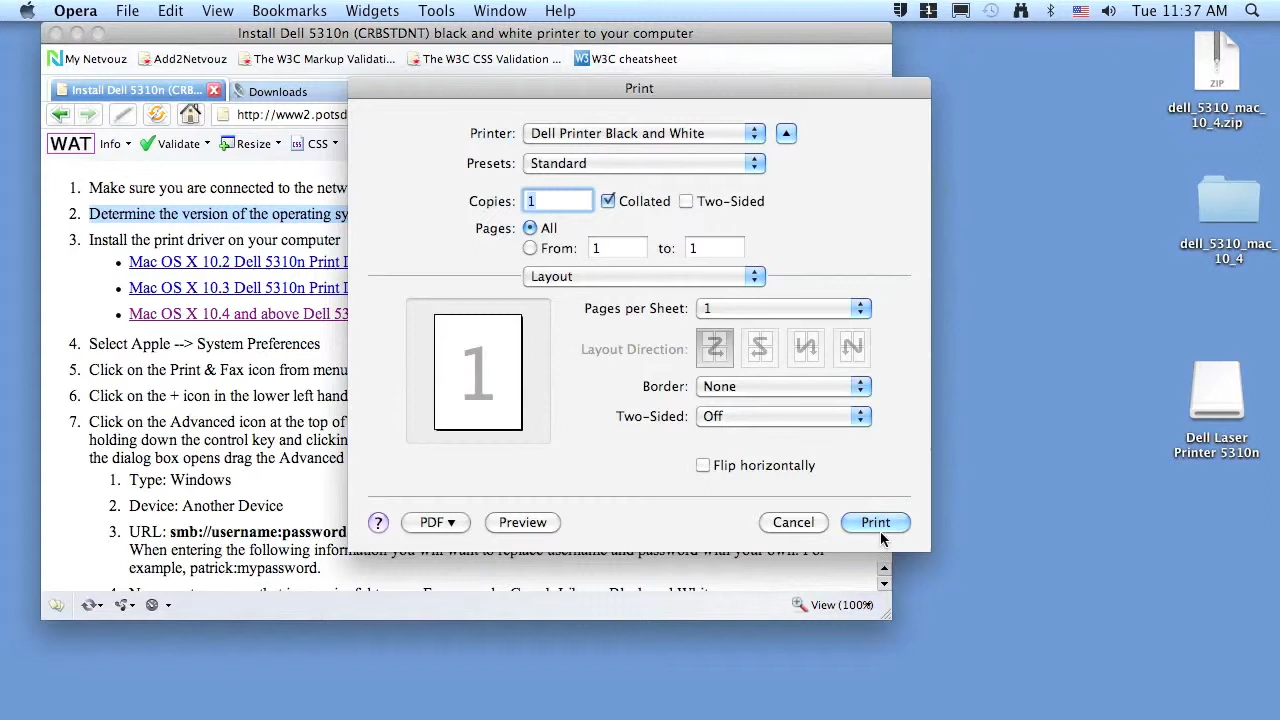 Opera File Edit View Bookmarks Widgets Tools Window Help Tue 11:37 AM
Install Dell 5310n (CRBSTDNT) black and white printer to your computer
My Netvouz Add2Netvouz The W3C Markup Validati... The W3C CSS Validation ... W3C cheatsheet
Install Dell 5310n (CRB... Downloads
http://www2.potsd
WAT Info Validate Resize CSS
1. Make sure you are connected to the netw
2. Determine the version of the operating sy
3. Install the print driver on your computer
Mac OS X 10.2 Dell 5310n Print D
Mac OS X 10.3 Dell 5310n Print D
Mac OS X 10.4 and above Dell 53
4. Select Apple --> System Preferences
5. Click on the Print & Fax icon from menu
6. Click on the + icon in the lower left hand
7. Click on the Advanced icon at the top of
holding down the control key and clickin
the dialog box opens drag the Advanced
1. Type: Windows
2. Device: Another Device
3. URL: smb://username:password
When entering the following information you will want to replace username and password with your own. For
example, patrick:mypassword.
View (100%)
Print
Printer: Dell Printer Black and White
Presets: Standard
Copies: 1 Collated Two-Sided
Pages: All
From: 1 to: 1
Layout
1
Pages per Sheet: 1
Layout Direction:
Border: None
Two-Sided: Off
Flip horizontally
? PDF Preview Cancel Print
ZIP
dell_5310_mac
_10_4.zip
dell_5310_mac
_10_4
Dell Laser
Printer 5310n